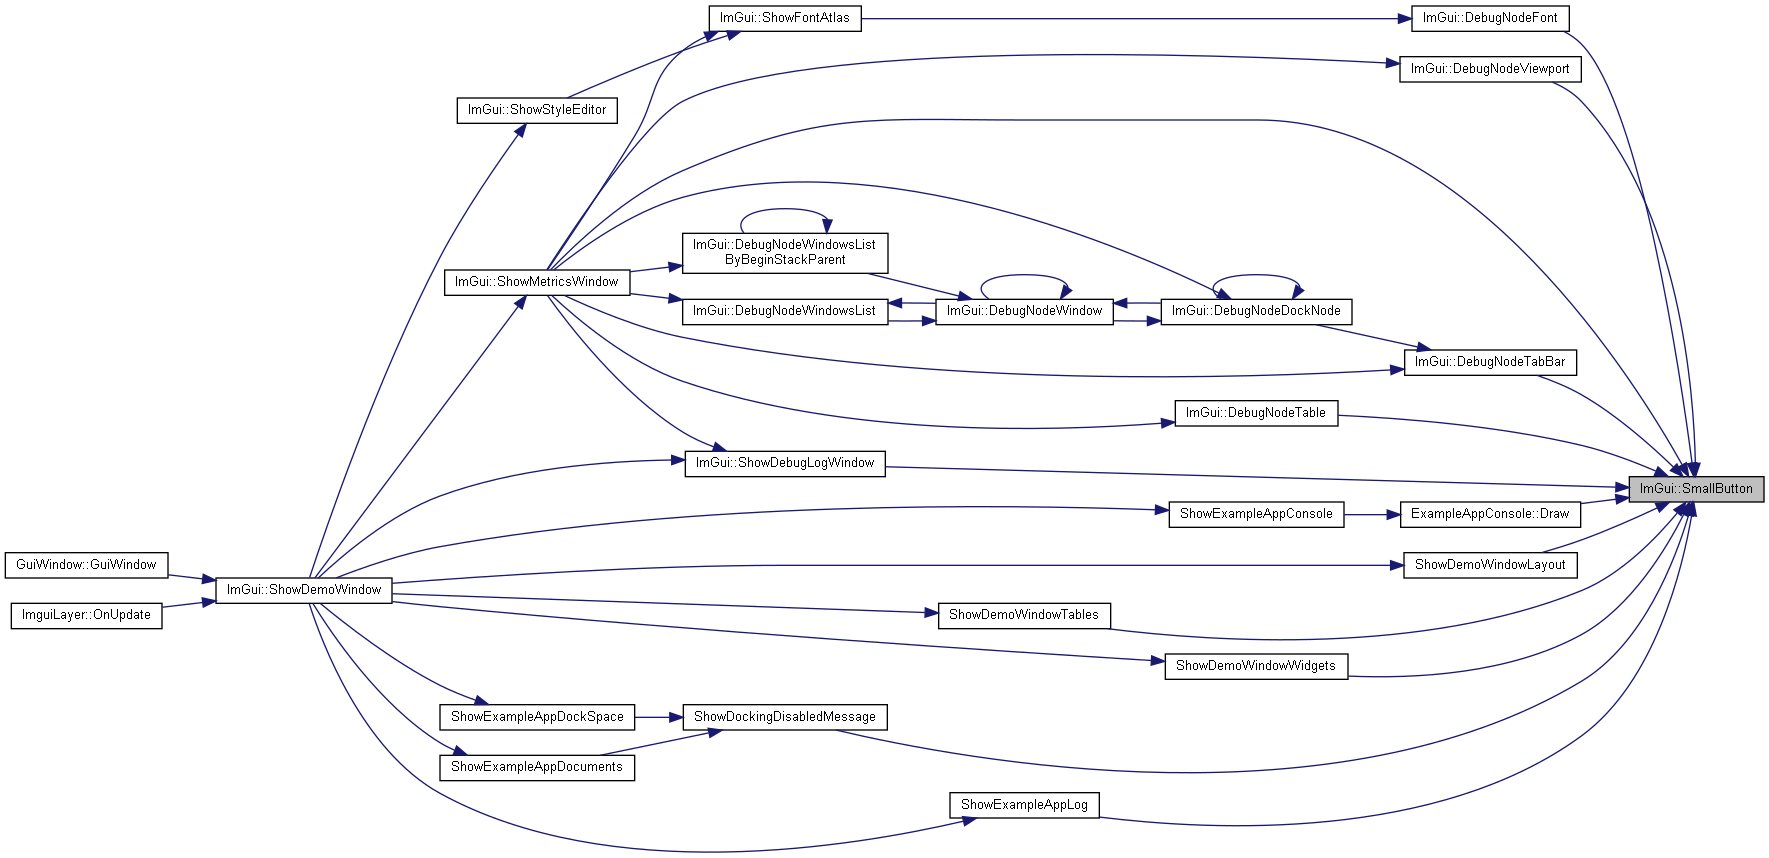 ImGui::ShowFontAtlas
ImGui::DebugNodeFont
ImGui::DebugNodeViewport
ImGui::ShowStyleEditor
ImGui::DebugNodeWindowsList
ByBeginStackParent
ImGui::ShowMetricsWindow
ImGui::DebugNodeWindowsList
ImGui::DebugNodeWindow
ImGui::DebugNodeDockNode
ImGui::DebugNodeTabBar
ImGui::DebugNodeTable
ImGui::ShowDebugLogWindow
ImGui::SmallButton
ShowExampleAppConsole
ExampleAppConsole::Draw
GuiWindow::GuiWindow
ShowDemoWindowLayout
ImGui::ShowDemoWindow
ImguiLayer::OnUpdate
ShowDemoWindowTables
ShowDemoWindowWidgets
ShowExampleAppDockSpace
ShowDockingDisabledMessage
ShowExampleAppDocuments
ShowExampleAppLog